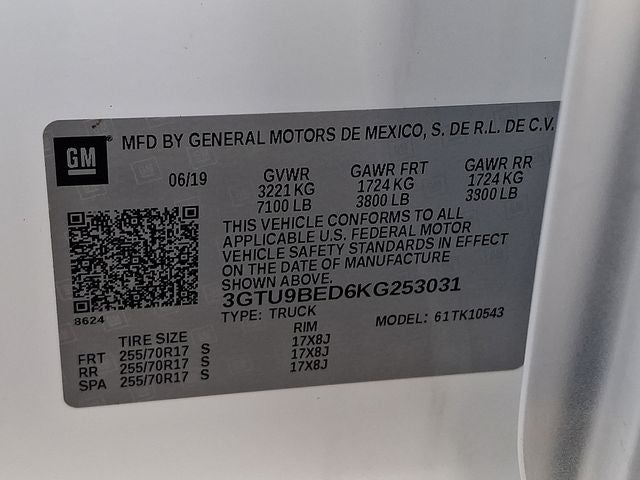 GM
MFD BY GENERAL MOTORS DE MEXICO, S. DE R.L. DE C.V.
06/19 GVWR GAWR FRT GAWR RR
3221 KG 1724 KG 1724 KG
7100 LB 3800 LB 3800 LB
THIS VEHICLE CONFORMS TO ALL
APPLICABLE U.S. FEDERAL MOTOR
VEHICLE SAFETY STANDARDS IN EFFECT
ON THE DATE OF MANUFACTURE
SHOWN ABOVE.
3GTU9BED6KG253031
8624
TYPE: TRUCK MODEL: 61TK10543
TIRE SIZE RIM
FRT 255/70R17 S 17X8J
RR 255/70R17 S 17X8J
SPA 255/70R17 S 17X8J